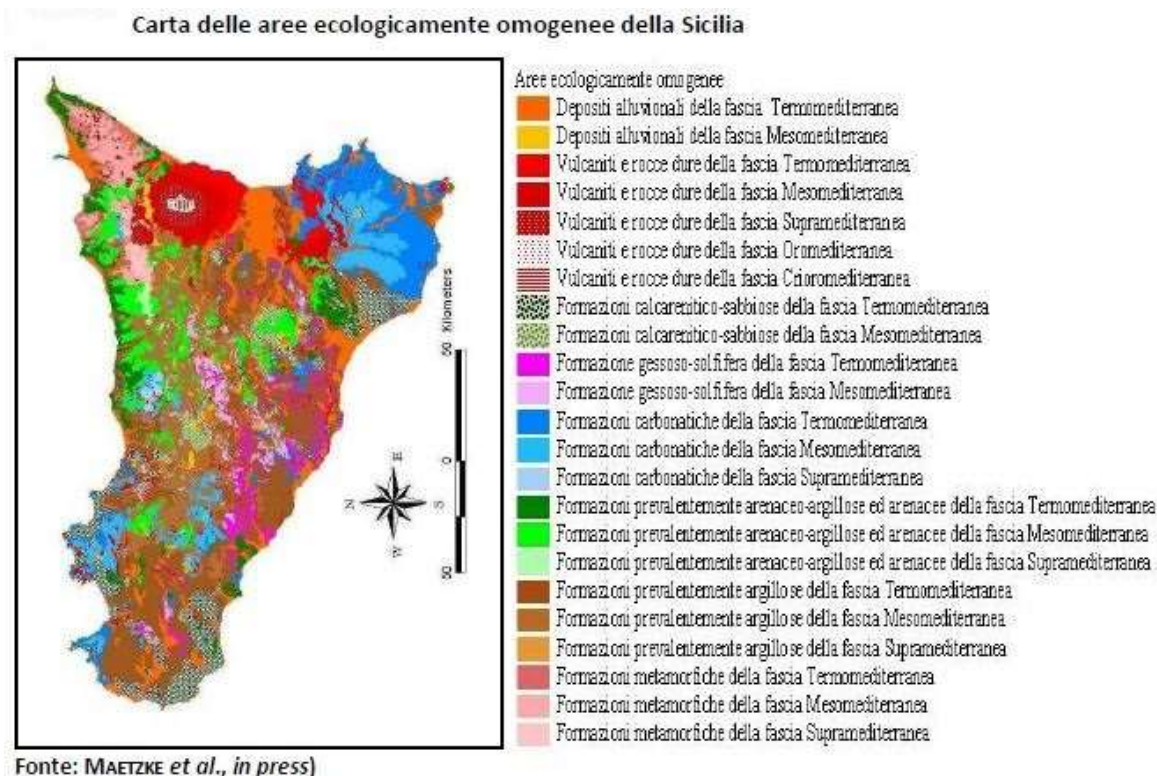 Carta delle aree ecologicamente omogenee della Sicilia
Aree ecologicamente omogenee
Depositi alluvionali della fascia Termomediterranea
Depositi alluvionali della fascia Mesomediterranea
Vulcaniti e rocce dure della fascia Termomediterranea
Vulcaniti e rocce dure della fascia Mesomediterranea
Vulcaniti e rocce dure della fascia Supramediterranea
Vulcaniti e rocce dure della fascia Oromediterranea
Vulcaniti e rocce dure della fascia Crioromediterranea
Formazioni calcarenitico-sabbiose della fascia Termomediterranea
Formazioni calcarenitico-sabbiose della fascia Mesomediterranea
Formazione gessoso-solfifera della fascia Termomediterranea
Formazione gessoso-solfifera della fascia Mesomediterranea
Formazioni carbonatiche della fascia Termomediterranea
Formazioni carbonatiche della fascia Mesomediterranea
Formazioni carbonatiche della fascia Supramediterranea
Formazioni prevalentemente arenaceo-argillose ed arenacee della fascia Termomediterranea
Formazioni prevalentemente arenaceo-argillose ed arenacee della fascia Mesomediterranea
Formazioni prevalentemente arenaceo-argillose ed arenacee della fascia Supramediterranea
Formazioni prevalentemente argillose della fascia Termomediterranea
Formazioni prevalentemente argillose della fascia Mesomediterranea
Formazioni prevalentemente argillose della fascia Supramediterranea
Formazioni metamorfiche della fascia Termomediterranea
Formazioni metamorfiche della fascia Mesomediterranea
Formazioni metamorfiche della fascia Supramediterranea
50 0 50 Kilometers
N
E
S
W
Fonte: MAETZKE et al., in press)